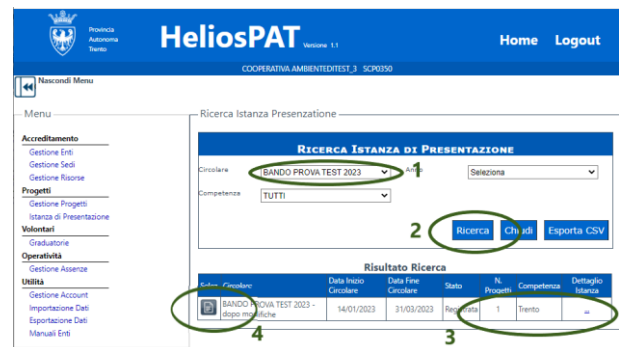 Provincia
Autonoma
Trento
HeliosPAT Versione 1.1
Home Logout
COOPERATIVA AMBIENTEDITEST_3 SCP0350
Nascondi Menu
Menu
Accreditamento
Gestione Enti
Gestione Sedi
Gestione Risorse
Progetti
Gestione Progetti
Istanza di Presentazione
Volontari
Graduatorie
Operatività
Gestione Assenze
Utilità
Gestione Account
Importazione Dati
Esportazione Dati
Manuali Enti
Ricerca Istanza Presenzatione
RICERCA ISTANZA DI PRESENTAZIONE
Circolare BANDO PROVA TEST 2023 1 Anno Seleziona
Competenza TUTTI
2 Ricerca Chiudi Esporta CSV
Risultato Ricerca
Selez. Circolare Data Inizio Circolare Data Fine Circolare Stato N. Progetti Competenza Dettaglio Istanza
BANDO PROVA TEST 2023 - dopo modifiche 14/01/2023 31/03/2023 Registrata 1 Trento ...
4 3